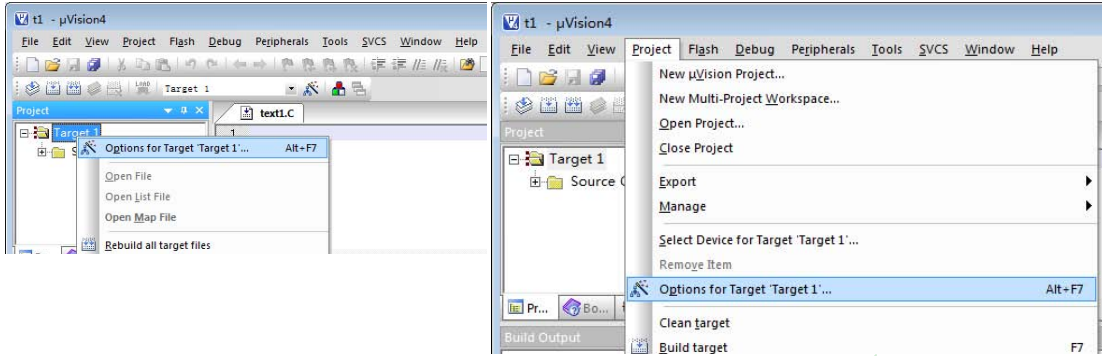 t1 - µVision4
File Edit View Project Flash Debug Peripherals Tools SVCS Window Help
LOAD Target 1
Project
text1.C
Target 1
1
S
Options for Target 'Target 1'... Alt+F7
Open File
Open List File
Open Map File
Rebuild all target files
t1 - µVision4
File Edit View Project Flash Debug Peripherals Tools SVCS Window Help
New µVision Project...
New Multi-Project Workspace...
Open Project...
Close Project
Export
Manage
Select Device for Target 'Target 1'...
Remove Item
Options for Target 'Target 1'... Alt+F7
Clean target
Build target F7
Project
Target 1
Source
Pr... Bo...
Build Output